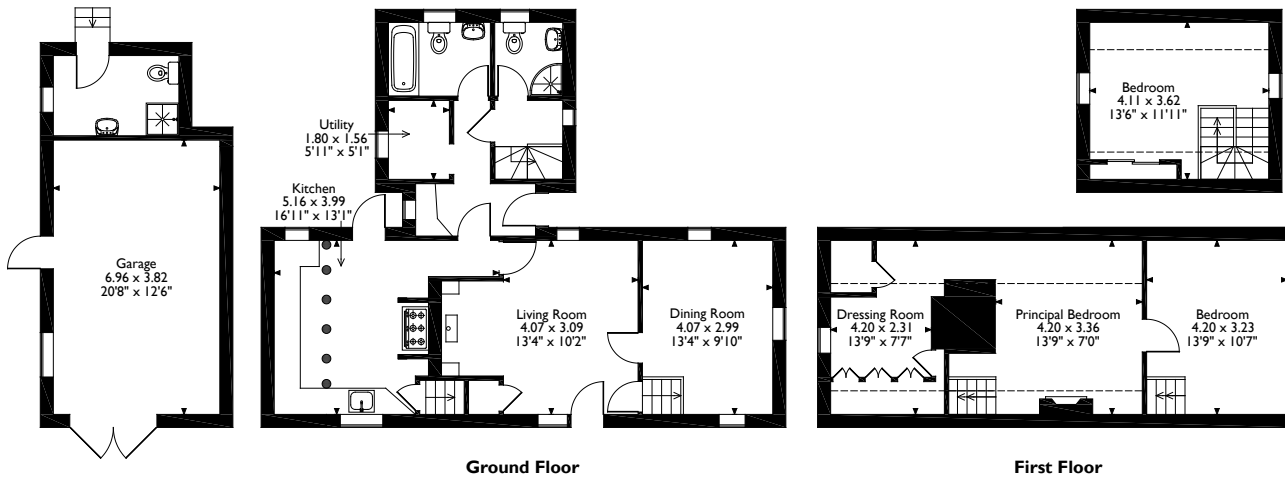 Bedroom
4.11 x 3.62
13'6" x 11'11"
Utility
1.80 x 1.56
5'11" x 5'1"
Kitchen
5.16 x 3.99
16'11" x 13'1"
Garage
6.96 x 3.82
20'8" x 12'6"
Living Room
4.07 x 3.09
13'4" x 10'2"
Dining Room
4.07 x 2.99
13'4" x 9'10"
Dressing Room
4.20 x 2.31
13'9" x 7'7"
Principal Bedroom
4.20 x 3.36
13'9" x 7'0"
Bedroom
4.20 x 3.23
13'9" x 10'7"
Ground Floor
First Floor